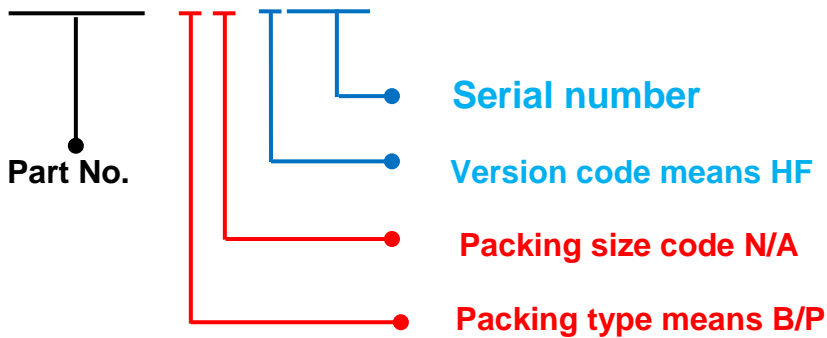 Serial number
Part No.
Version code means HF
Packing size code N/A
Packing type means B/P